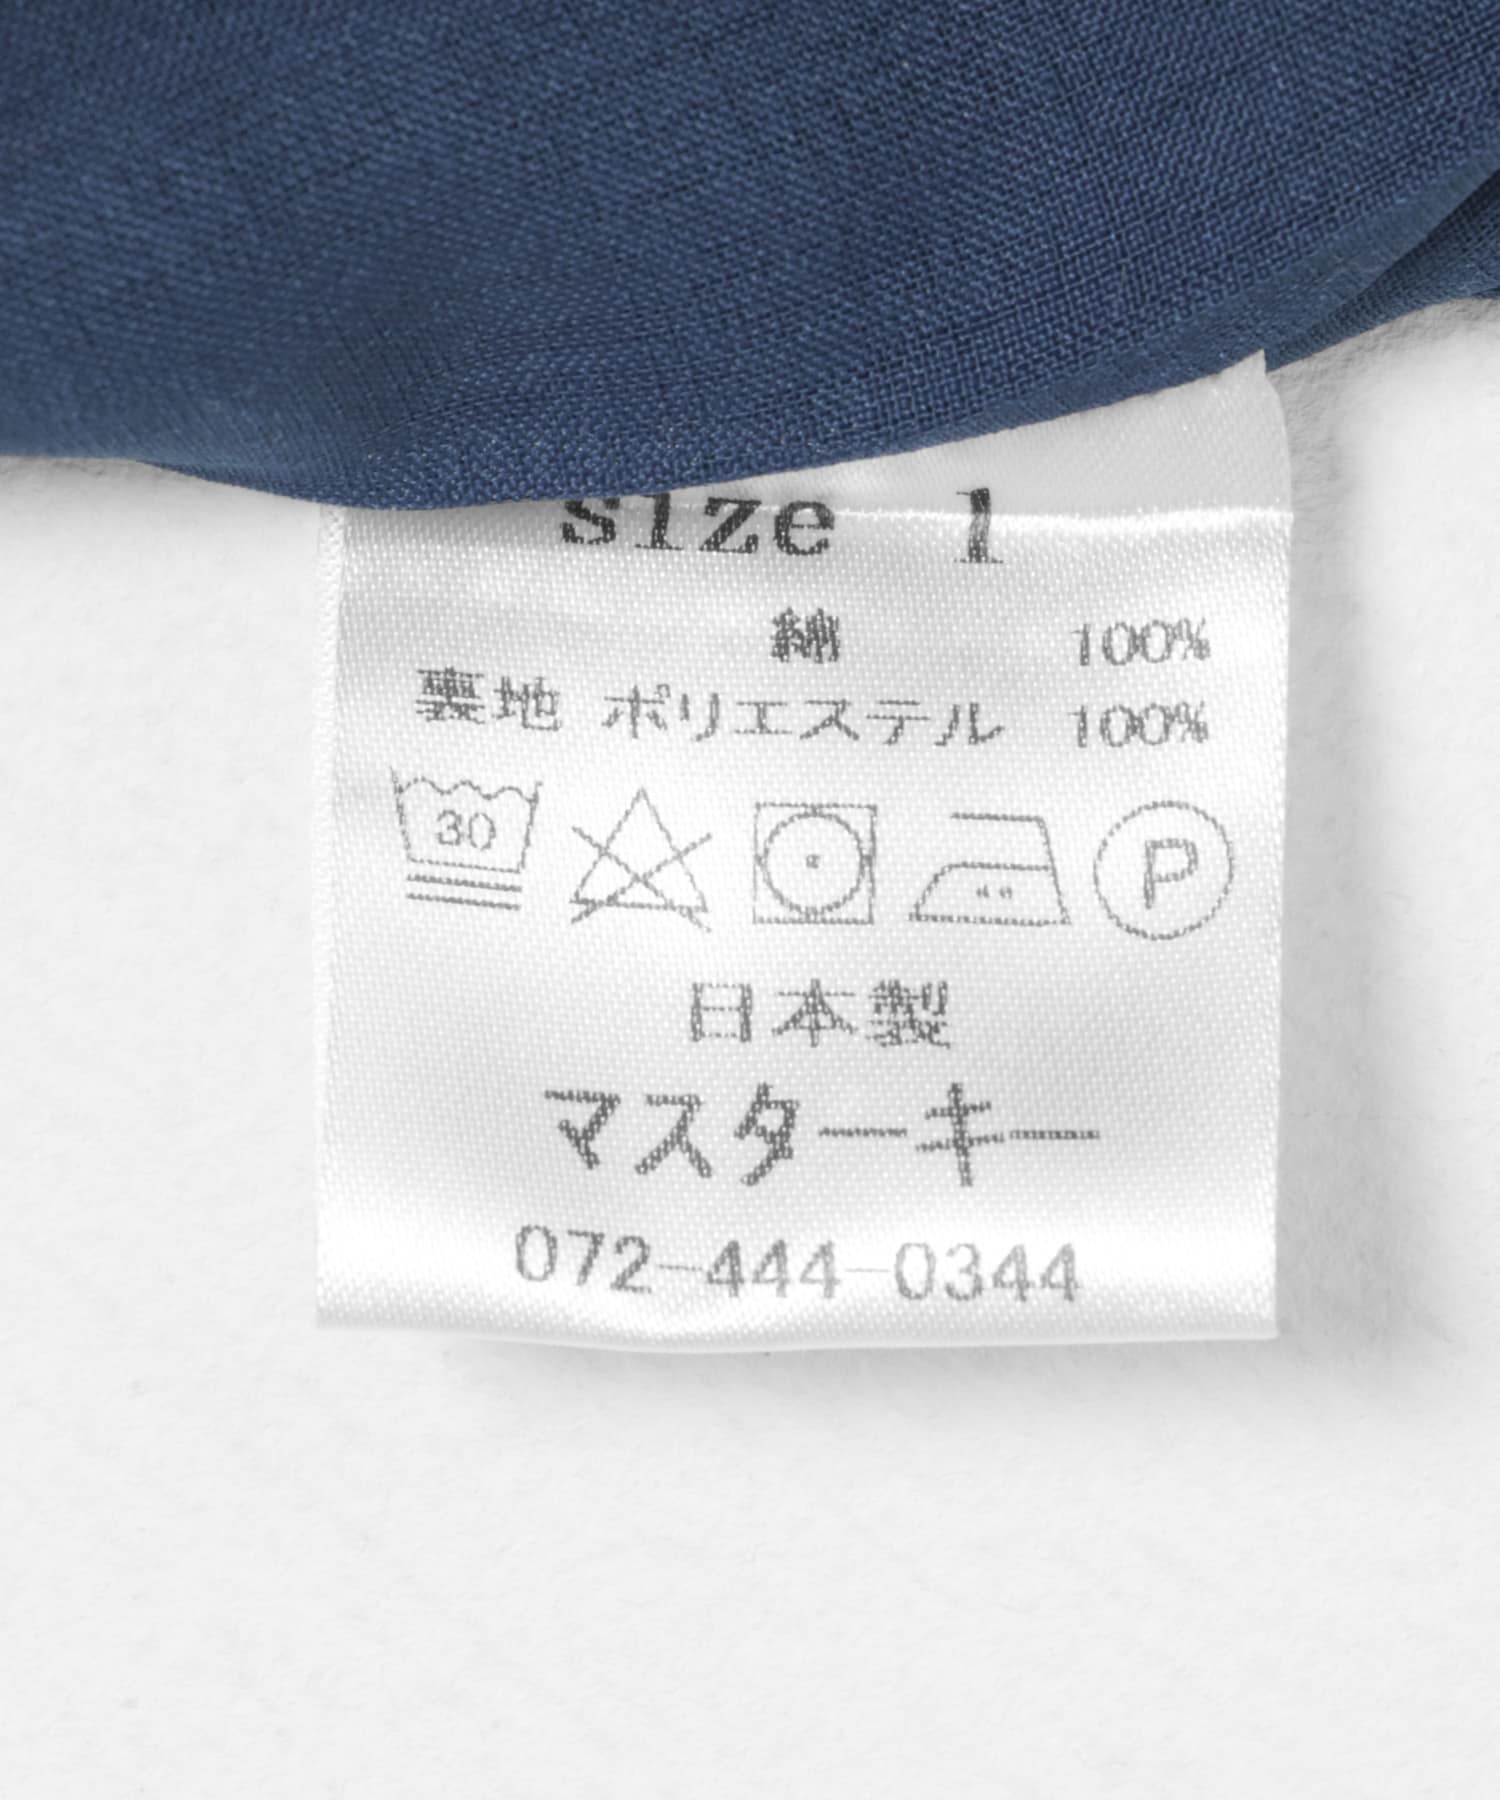 size 1
綿 100%
裏地 ポリエステル 100%
30 P
日本製
マスターキー
072-444-0344